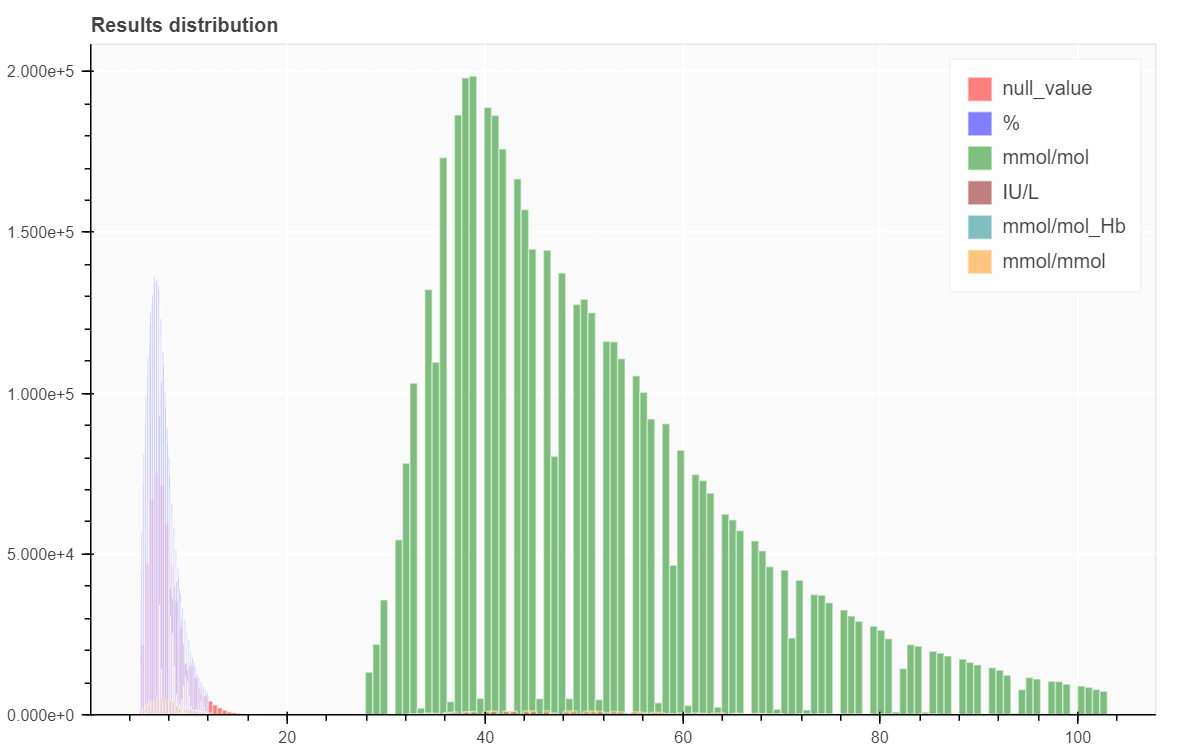 Results distribution
2.000e+5
1.500e+5
1.000e+5
5.000e+4
0.000e+0
20
40
60
80
100
null_value
%
mmol/mol
IU/L
mmol/mol_Hb
mmol/mmol